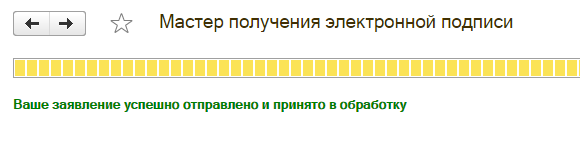 Мастер получения электронной подписи
Ваше заявление успешно отправлено и принято в обработку